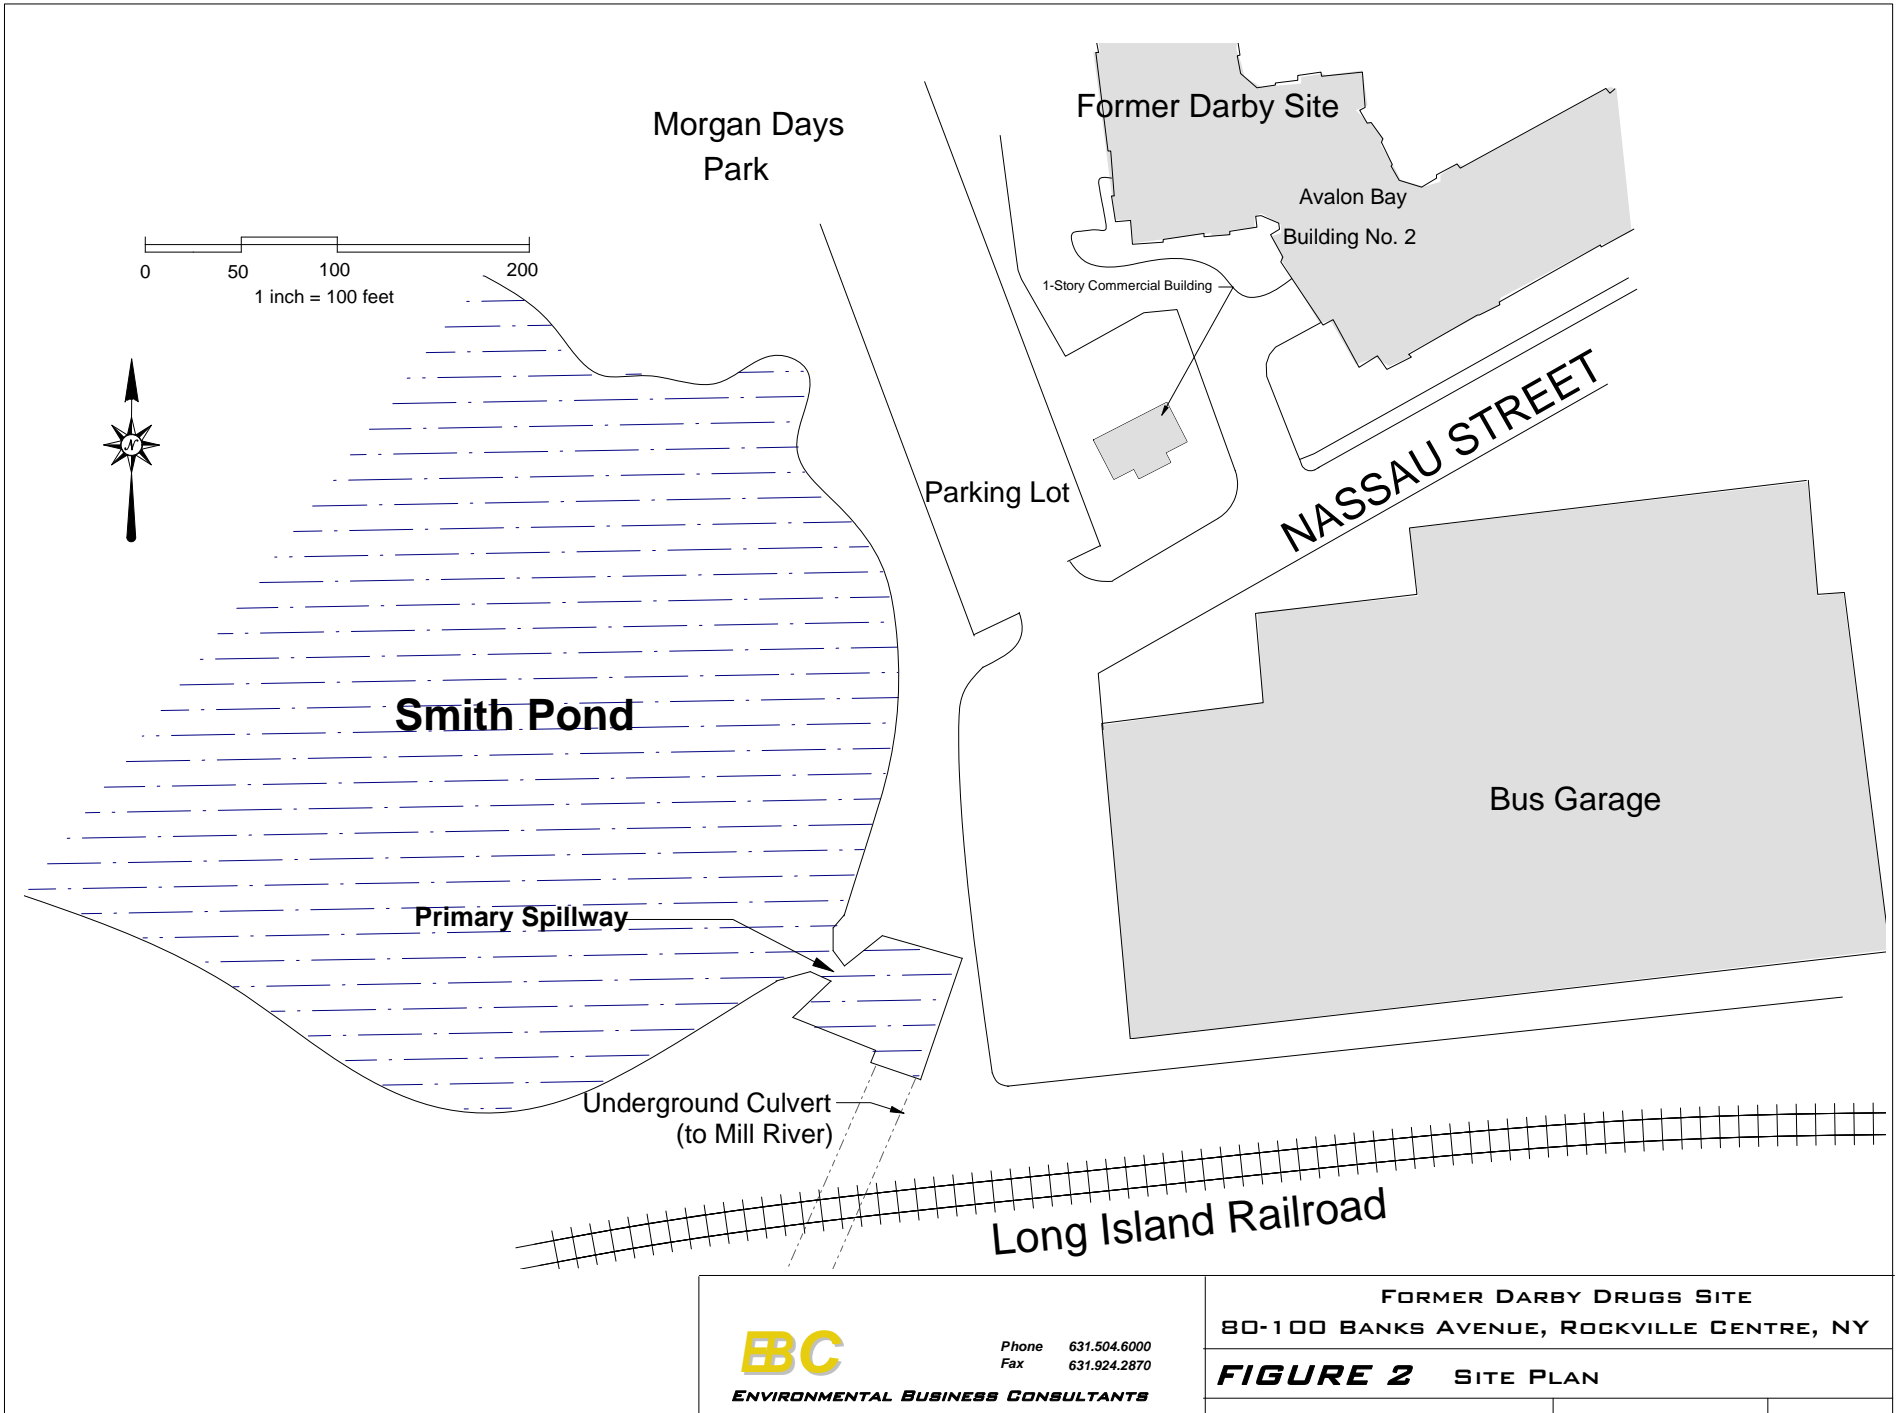 Former Darby Site
Morgan Days
Park
Avalon Bay
Building No. 2
0 50 100 200
1 inch = 100 feet
1-Story Commercial Building
N
NASSAU STREET
Parking Lot
Smith Pond
Bus Garage
Primary Spillway
Underground Culvert
(to Mill River)
Long Island Railroad
EBC
Phone 631.504.6000
Fax 631.924.2870
ENVIRONMENTAL BUSINESS CONSULTANTS
FORMER DARBY DRUGS SITE
80-100 BANKS AVENUE, ROCKVILLE CENTRE, NY
FIGURE 2 SITE PLAN